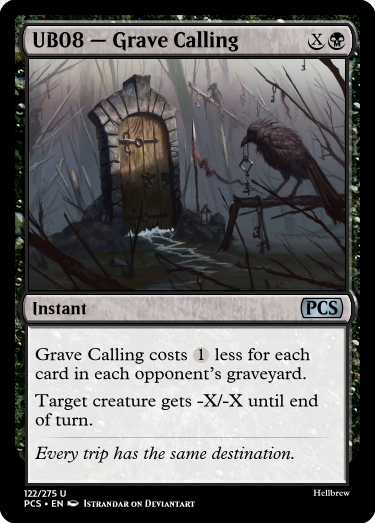 UB08 — Grave Calling X
Instant PCS
Grave Calling costs 1 less for each
card in each opponent's graveyard.
Target creature gets -X/-X until end
of turn.
Every trip has the same destination.
122/275 U Hellbrew
PCS • EN Istrandar on Deviantart